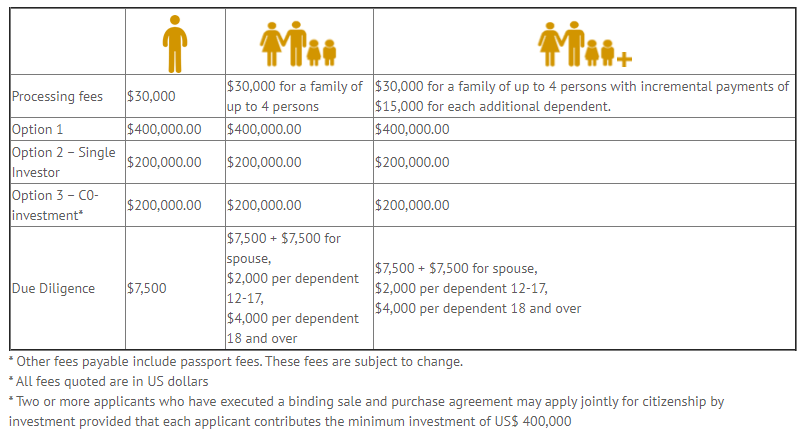 Processing fees
$30,000
$30,000 for a family of
up to 4 persons
$30,000 for a family of up to 4 persons with incremental payments of
$15,000 for each additional dependent.
Option 1
$400,000.00
$400,000.00
$400,000.00
Option 2 – Single
Investor
$200,000.00
$200,000.00
$200,000.00
Option 3 – C0-
investment*
$200,000.00
$200,000.00
$200,000.00
Due Diligence
$7,500
$7,500 + $7,500 for
spouse,
$2,000 per dependent
12-17,
$4,000 per dependent
18 and over
$7,500 + $7,500 for spouse,
$2,000 per dependent 12-17,
$4,000 per dependent 18 and over
* Other fees payable include passport fees. These fees are subject to change.
* All fees quoted are in US dollars
* Two or more applicants who have executed a binding sale and purchase agreement may apply jointly for citizenship by
investment provided that each applicant contributes the minimum investment of US$ 400,000